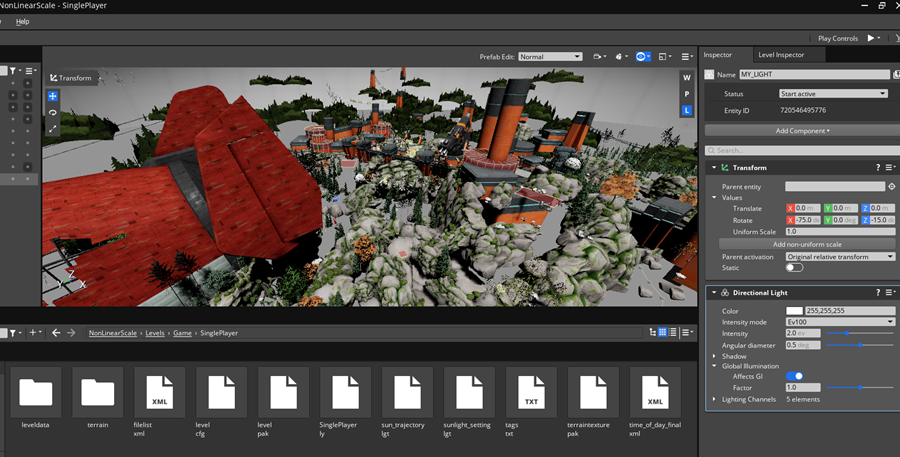 NonLinearScale - SinglePlayer
Help
Play Controls
Prefab Edit: Normal
Transform
W
P
L
Z
Y X
Inspector
Level Inspector
Name MY_LIGHT
Status Start active
Entity ID 720546495776
Add Component
Search...
Transform ?
Parent entity
Values
Translate X 0.0 m Y 0.0 m Z 0.0 m
Rotate X -75.0 de Y 0.0 deg Z -15.0 de
Uniform Scale 1.0
Add non-uniform scale
Parent activation Original relative transform
Static
Directional Light ?
Color 255,255,255
Intensity mode Ev100
Intensity 2.0 ev
Angular diameter 0.5 deg
Shadow
Global Illumination
Affects GI
Factor 1.0
Lighting Channels 5 elements
NonLinearScale › Levels › Game › SinglePlayer
XML
TXT
XML
leveldata
terrain
filelist
xml
level
cfg
level
pak
SinglePlayer
ly
sun_trajectory
lgt
sunlight_setting
lgt
tags
txt
terraintexture
pak
time_of_day_final
xml